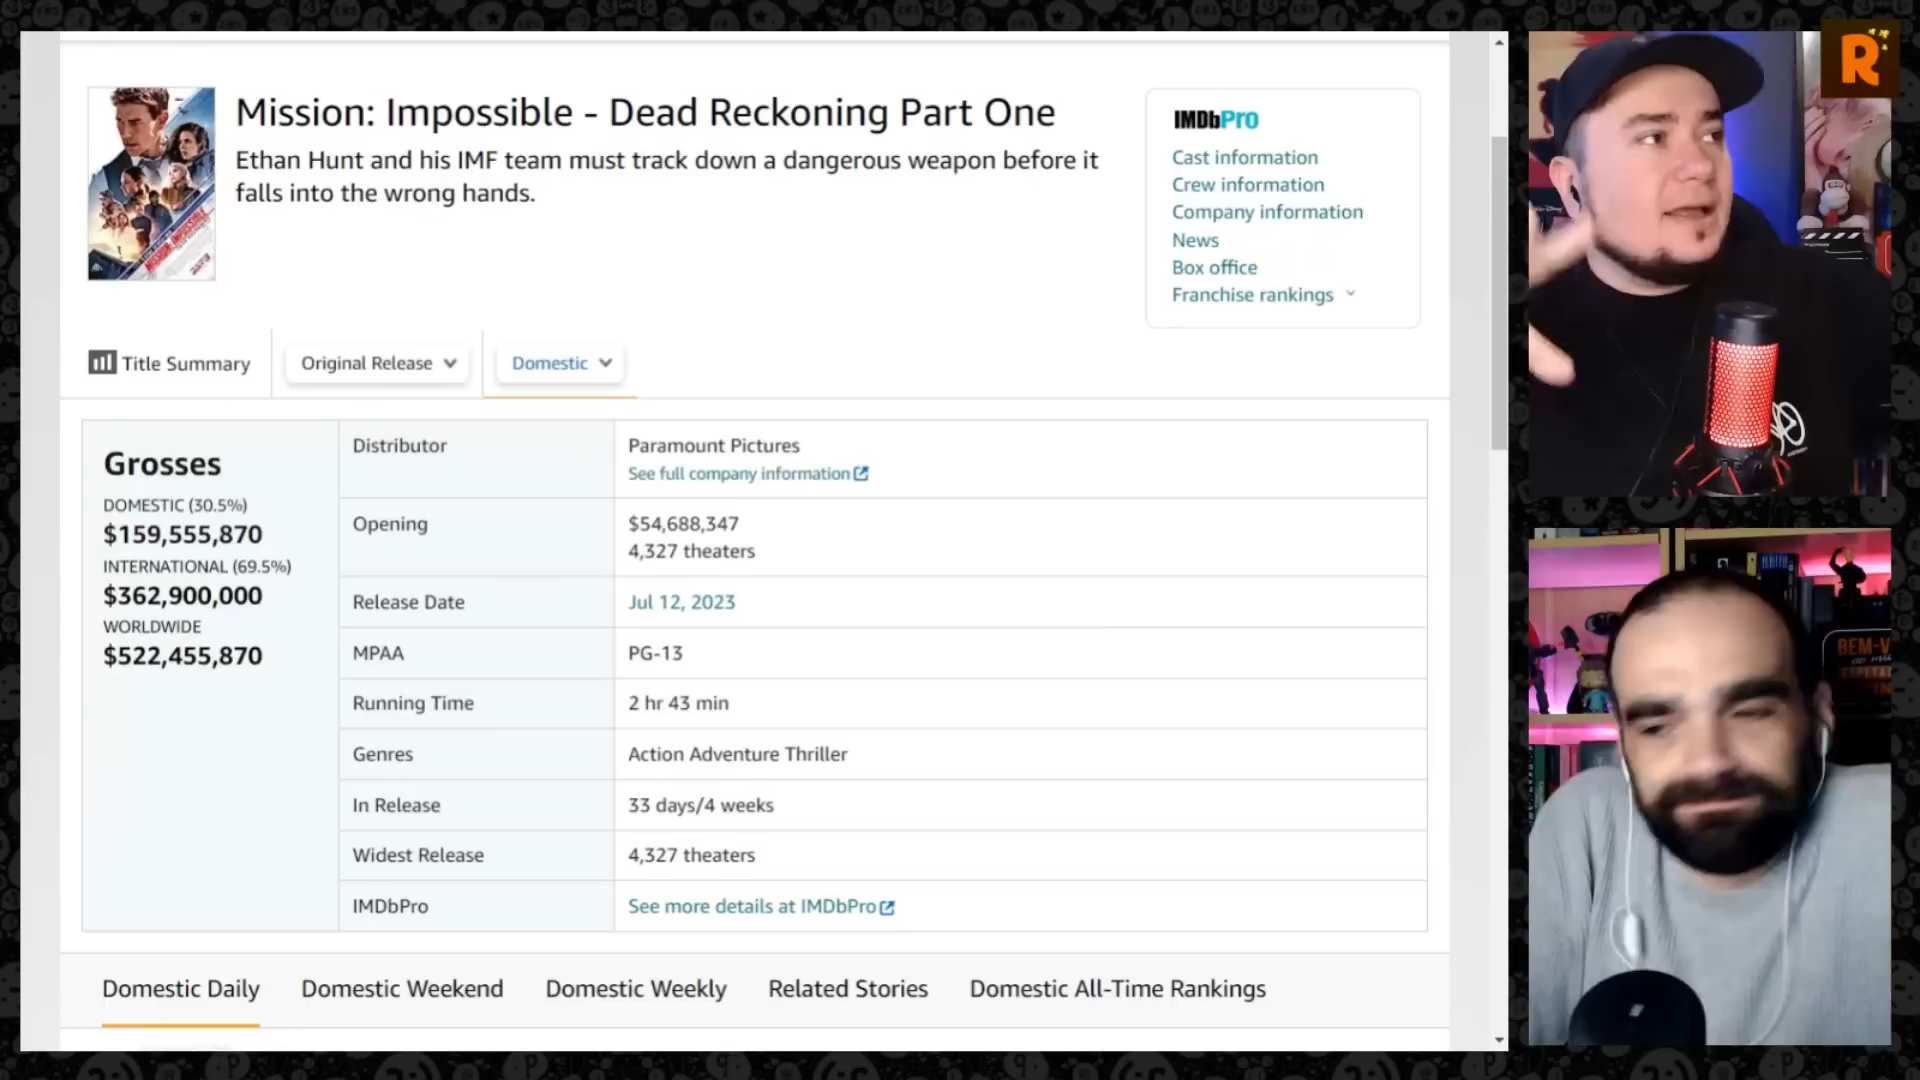 Mission: Impossible - Dead Reckoning Part One
Ethan Hunt and his IMF team must track down a dangerous weapon before it
falls into the wrong hands.
IMDbPro
Cast information
Crew information
Company information
News
Box office
Franchise rankings
Title Summary
Original Release
Domestic
Grosses
DOMESTIC (30.5%)
$159,555,870
INTERNATIONAL (69.5%)
$362,900,000
WORLDWIDE
$522,455,870
Distributor
Paramount Pictures
See full company information
Opening
$54,688,347
4,327 theaters
Release Date
Jul 12, 2023
MPAA
PG-13
Running Time
2 hr 43 min
Genres
Action Adventure Thriller
In Release
33 days/4 weeks
Widest Release
4,327 theaters
IMDbPro
See more details at IMDbPro
Domestic Daily
Domestic Weekend
Domestic Weekly
Related Stories
Domestic All-Time Rankings
R
BEM-V